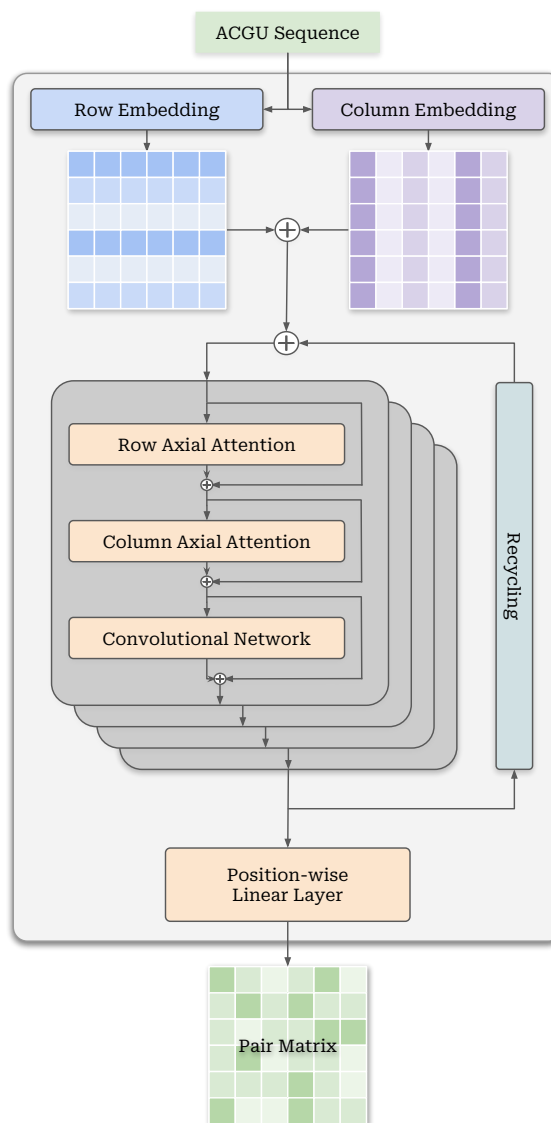 ACGU Sequence
Row Embedding
Column Embedding
Row Axial Attention
Column Axial Attention
Convolutional Network
Recycling
Position-wise
Linear Layer
Pair Matrix